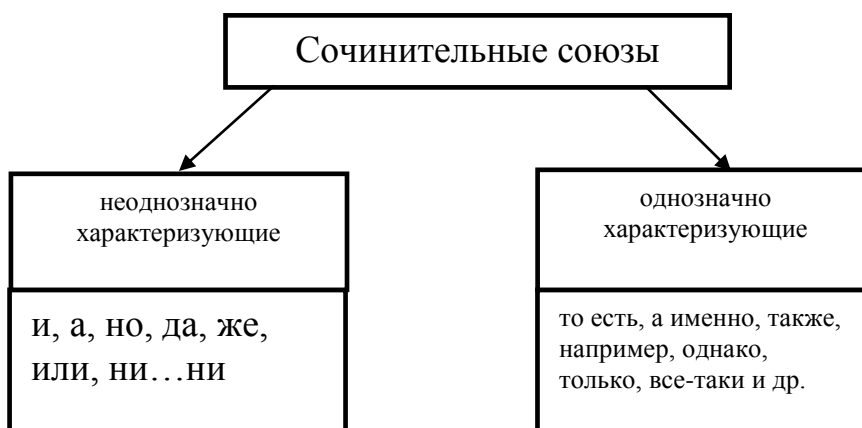 Сочинительные союзы
неоднозначно
характеризующие
и, а, но, да, же,
или, ни…ни
однозначно
характеризующие
то есть, а именно, также,
например, однако,
только, все-таки и др.